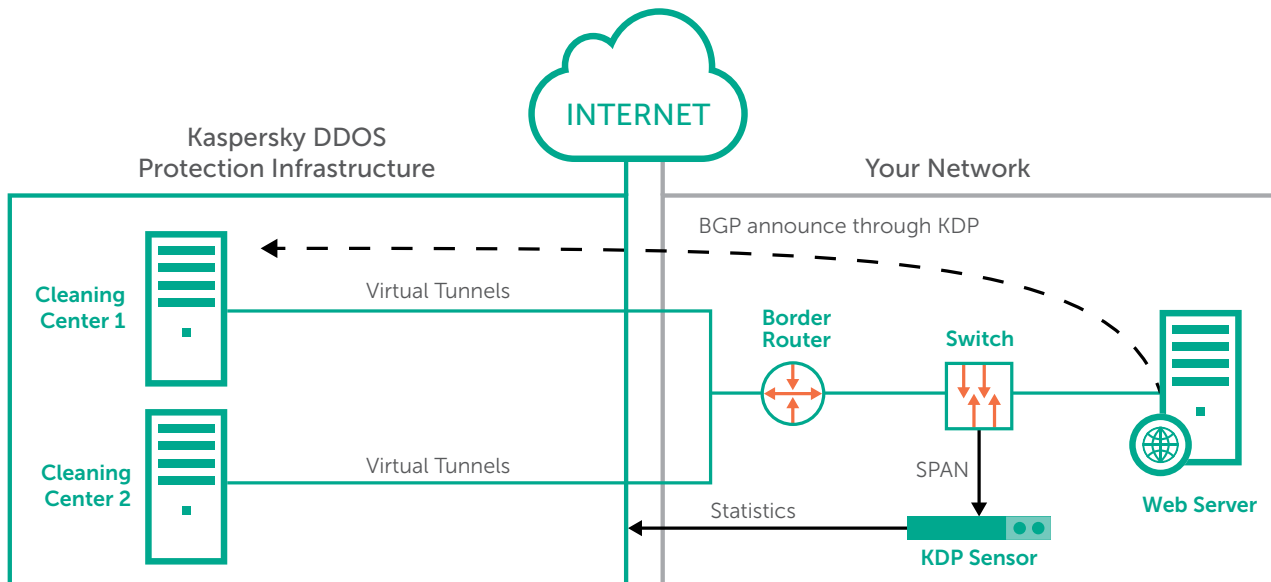 INTERNET
Kaspersky DDOS
Protection Infrastructure
Your Network
BGP announce through KDP
Cleaning
Center 1
Virtual Tunnels
Border
Router
Switch
Cleaning
Center 2
Virtual Tunnels
SPAN
Web Server
Statistics
KDP Sensor